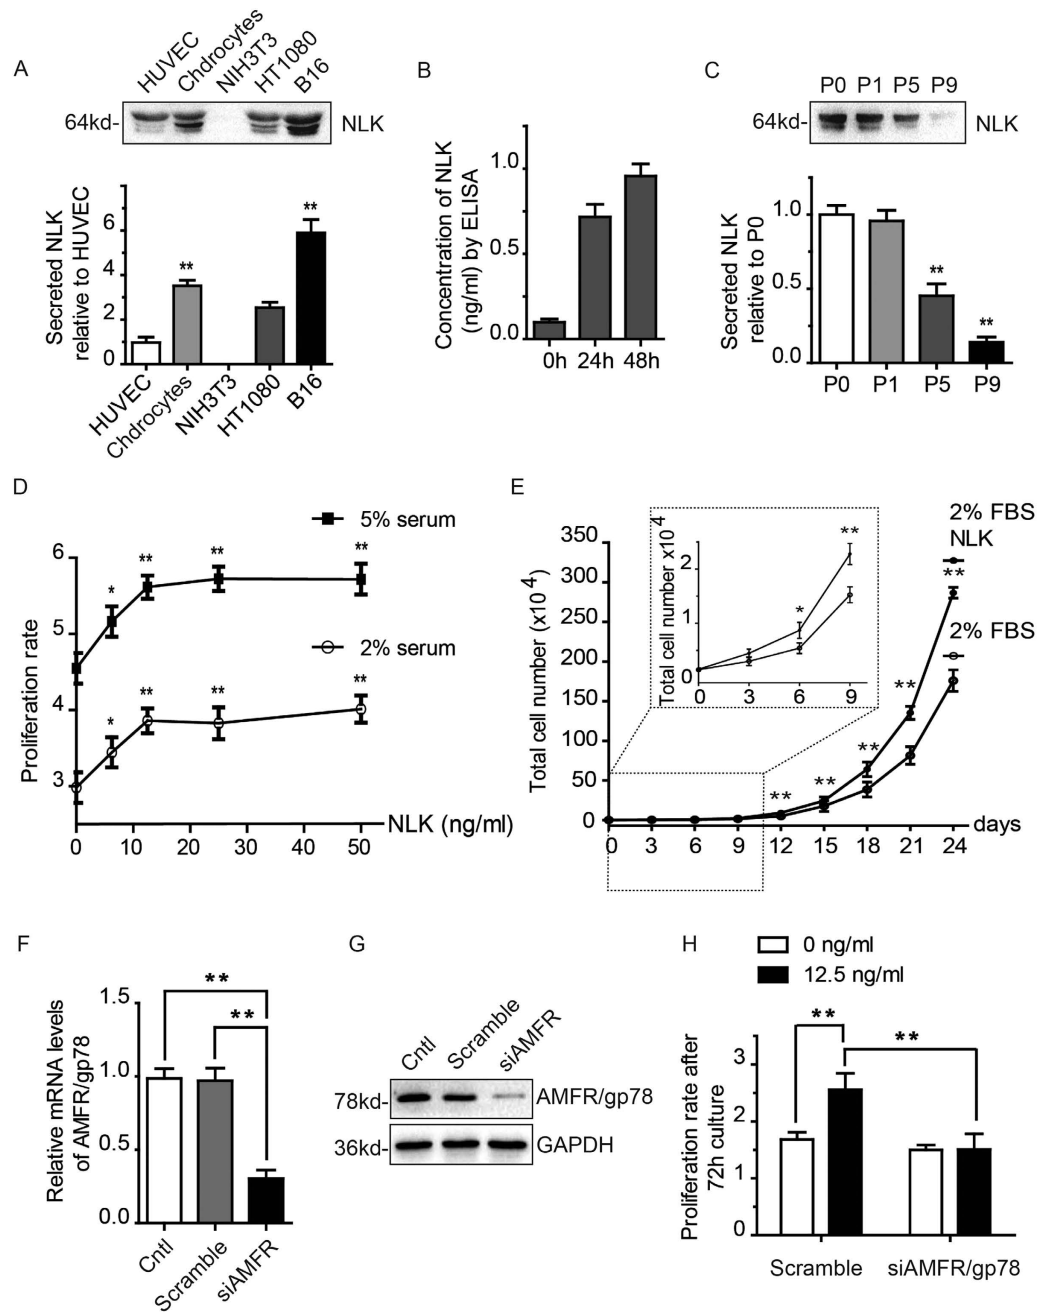 A
HUVEC
Chdrocytes
NIH3T3
HT1080
B16
64kd-
NLK
Secreted NLK
relative to HUVEC
6
4
2
0
**
**
HUVEC
Chdrocytes
NIH3T3
HT1080
B16
B
Concentration of NLK
(ng/ml) by ELISA
1.0
0.5
0.0
0h 24h 48h
C
P0 P1 P5 P9
64kd-
NLK
Secreted NLK
relative to P0
1.0
0.5
0.0
**
**
P0 P1 P5 P9
D
5% serum
2% serum
Proliferation rate
6
5
4
3
* ** ** **
* ** ** **
0 10 20 30 40 50
NLK (ng/ml)
E
2% FBS
NLK
2% FBS
Total cell number (x10⁴)
350
300
250
200
150
100
50
0
Total cell number x10⁴
2
1
0
0 3 6 9
*
**
** ** ** ** **
0 3 6 9 12 15 18 21 24
days
F
Relative mRNA levels
of AMFR/gp78
1.5
1.0
0.5
0.0
**
**
Cntl
Scramble
siAMFR
G
Cntl
Scramble
siAMFR
78kd-
AMFR/gp78
36kd-
GAPDH
H
0 ng/ml
12.5 ng/ml
Proliferation rate after
72h culture
3
2
1
0
**
**
Scramble
siAMFR/gp78